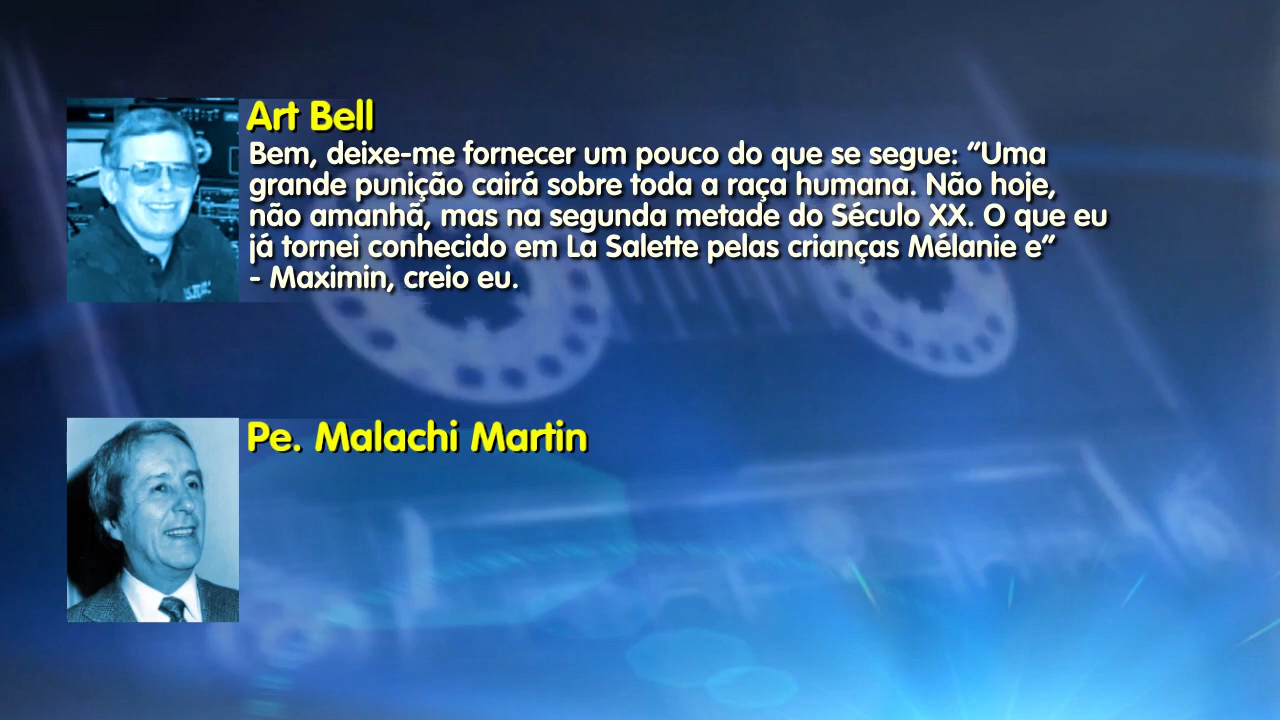 Art Bell
Bem, deixe-me fornecer um pouco do que se segue: “Uma
grande punição cairá sobre toda a raça humana. Não hoje,
não amanhã, mas na segunda metade do Século XX. O que eu
já tornei conhecido em La Salette pelas crianças Mélanie e”
- Maximin, creio eu.
Pe. Malachi Martin